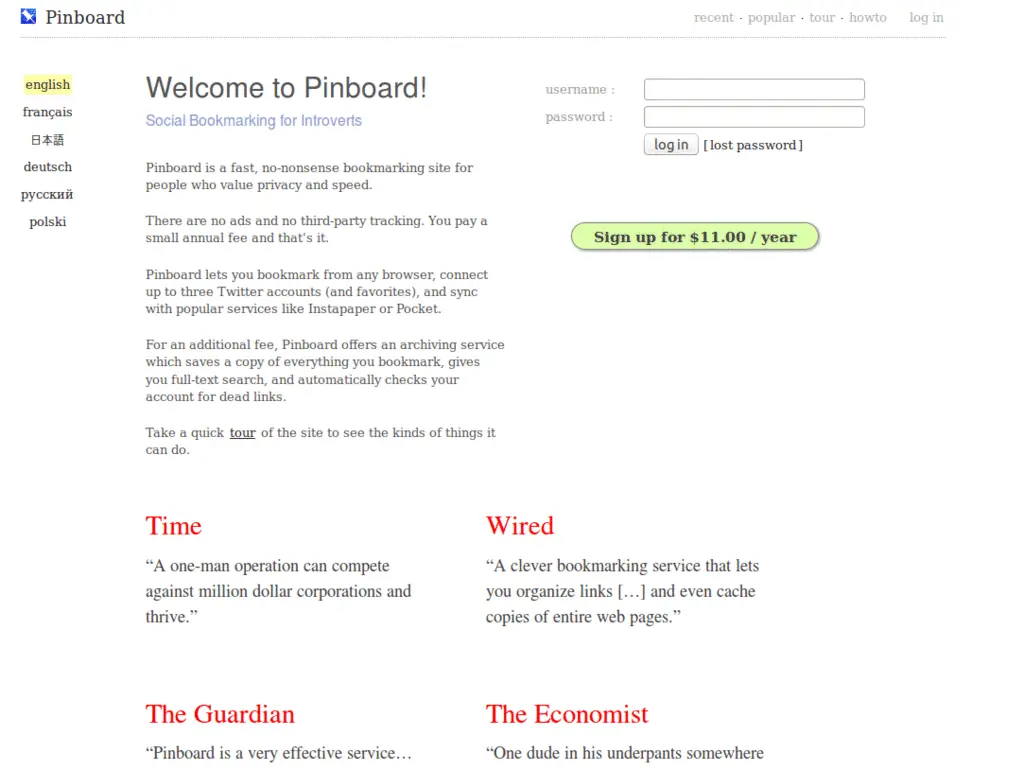 Pinboard
recent · popular · tour · howto log in
english
français
日本語
deutsch
русский
polski
Welcome to Pinboard!
Social Bookmarking for Introverts
Pinboard is a fast, no-nonsense bookmarking site for
people who value privacy and speed.
There are no ads and no third-party tracking. You pay a
small annual fee and that's it.
Pinboard lets you bookmark from any browser, connect
up to three Twitter accounts (and favorites), and sync
with popular services like Instapaper or Pocket.
For an additional fee, Pinboard offers an archiving service
which saves a copy of everything you bookmark, gives
you full-text search, and automatically checks your
account for dead links.
Take a quick tour of the site to see the kinds of things it
can do.
username :
password :
log in [ lost password ]
Sign up for $11.00 / year
Time
“A one-man operation can compete
against million dollar corporations and
thrive.”
Wired
“A clever bookmarking service that lets
you organize links […] and even cache
copies of entire web pages.”
The Guardian
“Pinboard is a very effective service…
The Economist
“One dude in his underpants somewhere